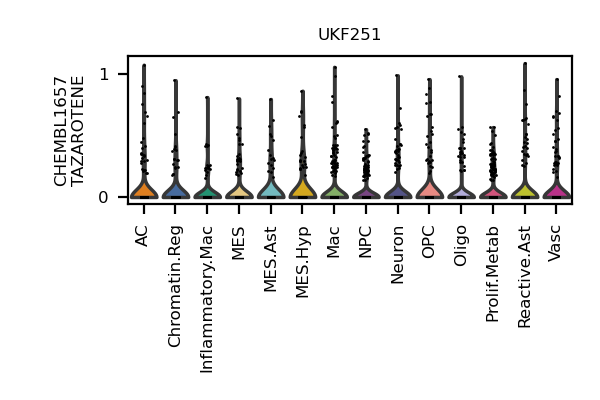 UKF251
CHEMBL1657
TAZAROTENE
1
0
AC
Chromatin.Reg
Inflammatory.Mac
MES
MES.Ast
MES.Hyp
Mac
NPC
Neuron
OPC
Oligo
Prolif.Metab
Reactive.Ast
Vasc